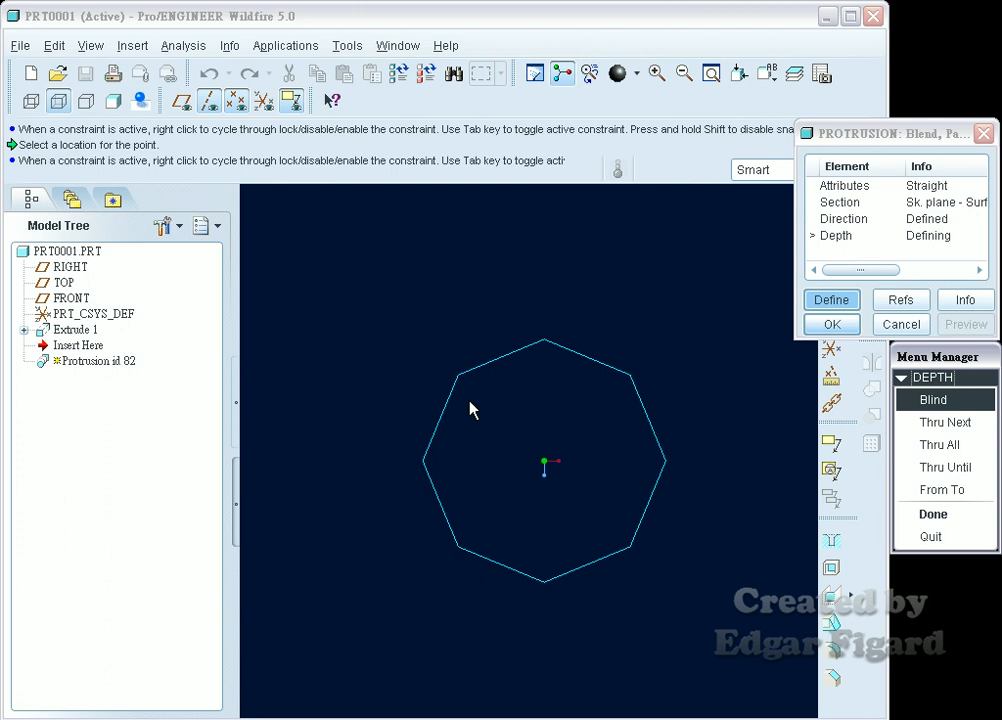 PRT0001 (Active) - Pro/ENGINEER Wildfire 5.0
File Edit View Insert Analysis Info Applications Tools Window Help
• When a constraint is active, right click to cycle through lock/disable/enable the constraint. Use Tab key to toggle active constraint. Press and hold Shift to disable sna
Select a location for the point.
• When a constraint is active, right click to cycle through lock/disable/enable the constraint. Use Tab key to toggle acti
Smart
PROTRUSION: Blend, Pa...
Element Info
Attributes Straight
Section Sk. plane - Surf
Direction Defined
> Depth Defining
Define Refs Info
OK Cancel Preview
Model Tree
PRT0001.PRT
RIGHT
TOP
FRONT
PRT_CSYS_DEF
Extrude 1
Insert Here
Protrusion id 82
Menu Manager
DEPTH
Blind
Thru Next
Thru All
Thru Until
From To
Done
Quit
Created by
Edgar Figard